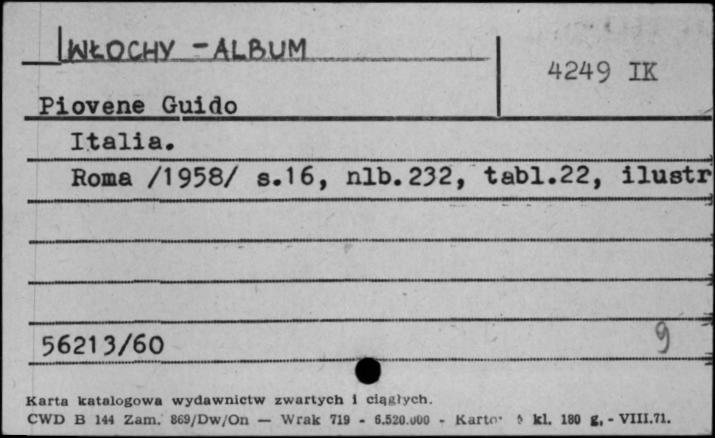 WŁOCHY - ALBUM
4249 IK
Piovene Guido
Italia.
Roma /1958/ s.16, nlb.232, tabl.22, ilustr
56213/60
9
Karta katalogowa wydawnictw zwartych i ciągłych.
CWD B 144 Zam. 869/Dw/On — Wrak 719 - 6.520.000 - kl. 180 g. - VIII.71.